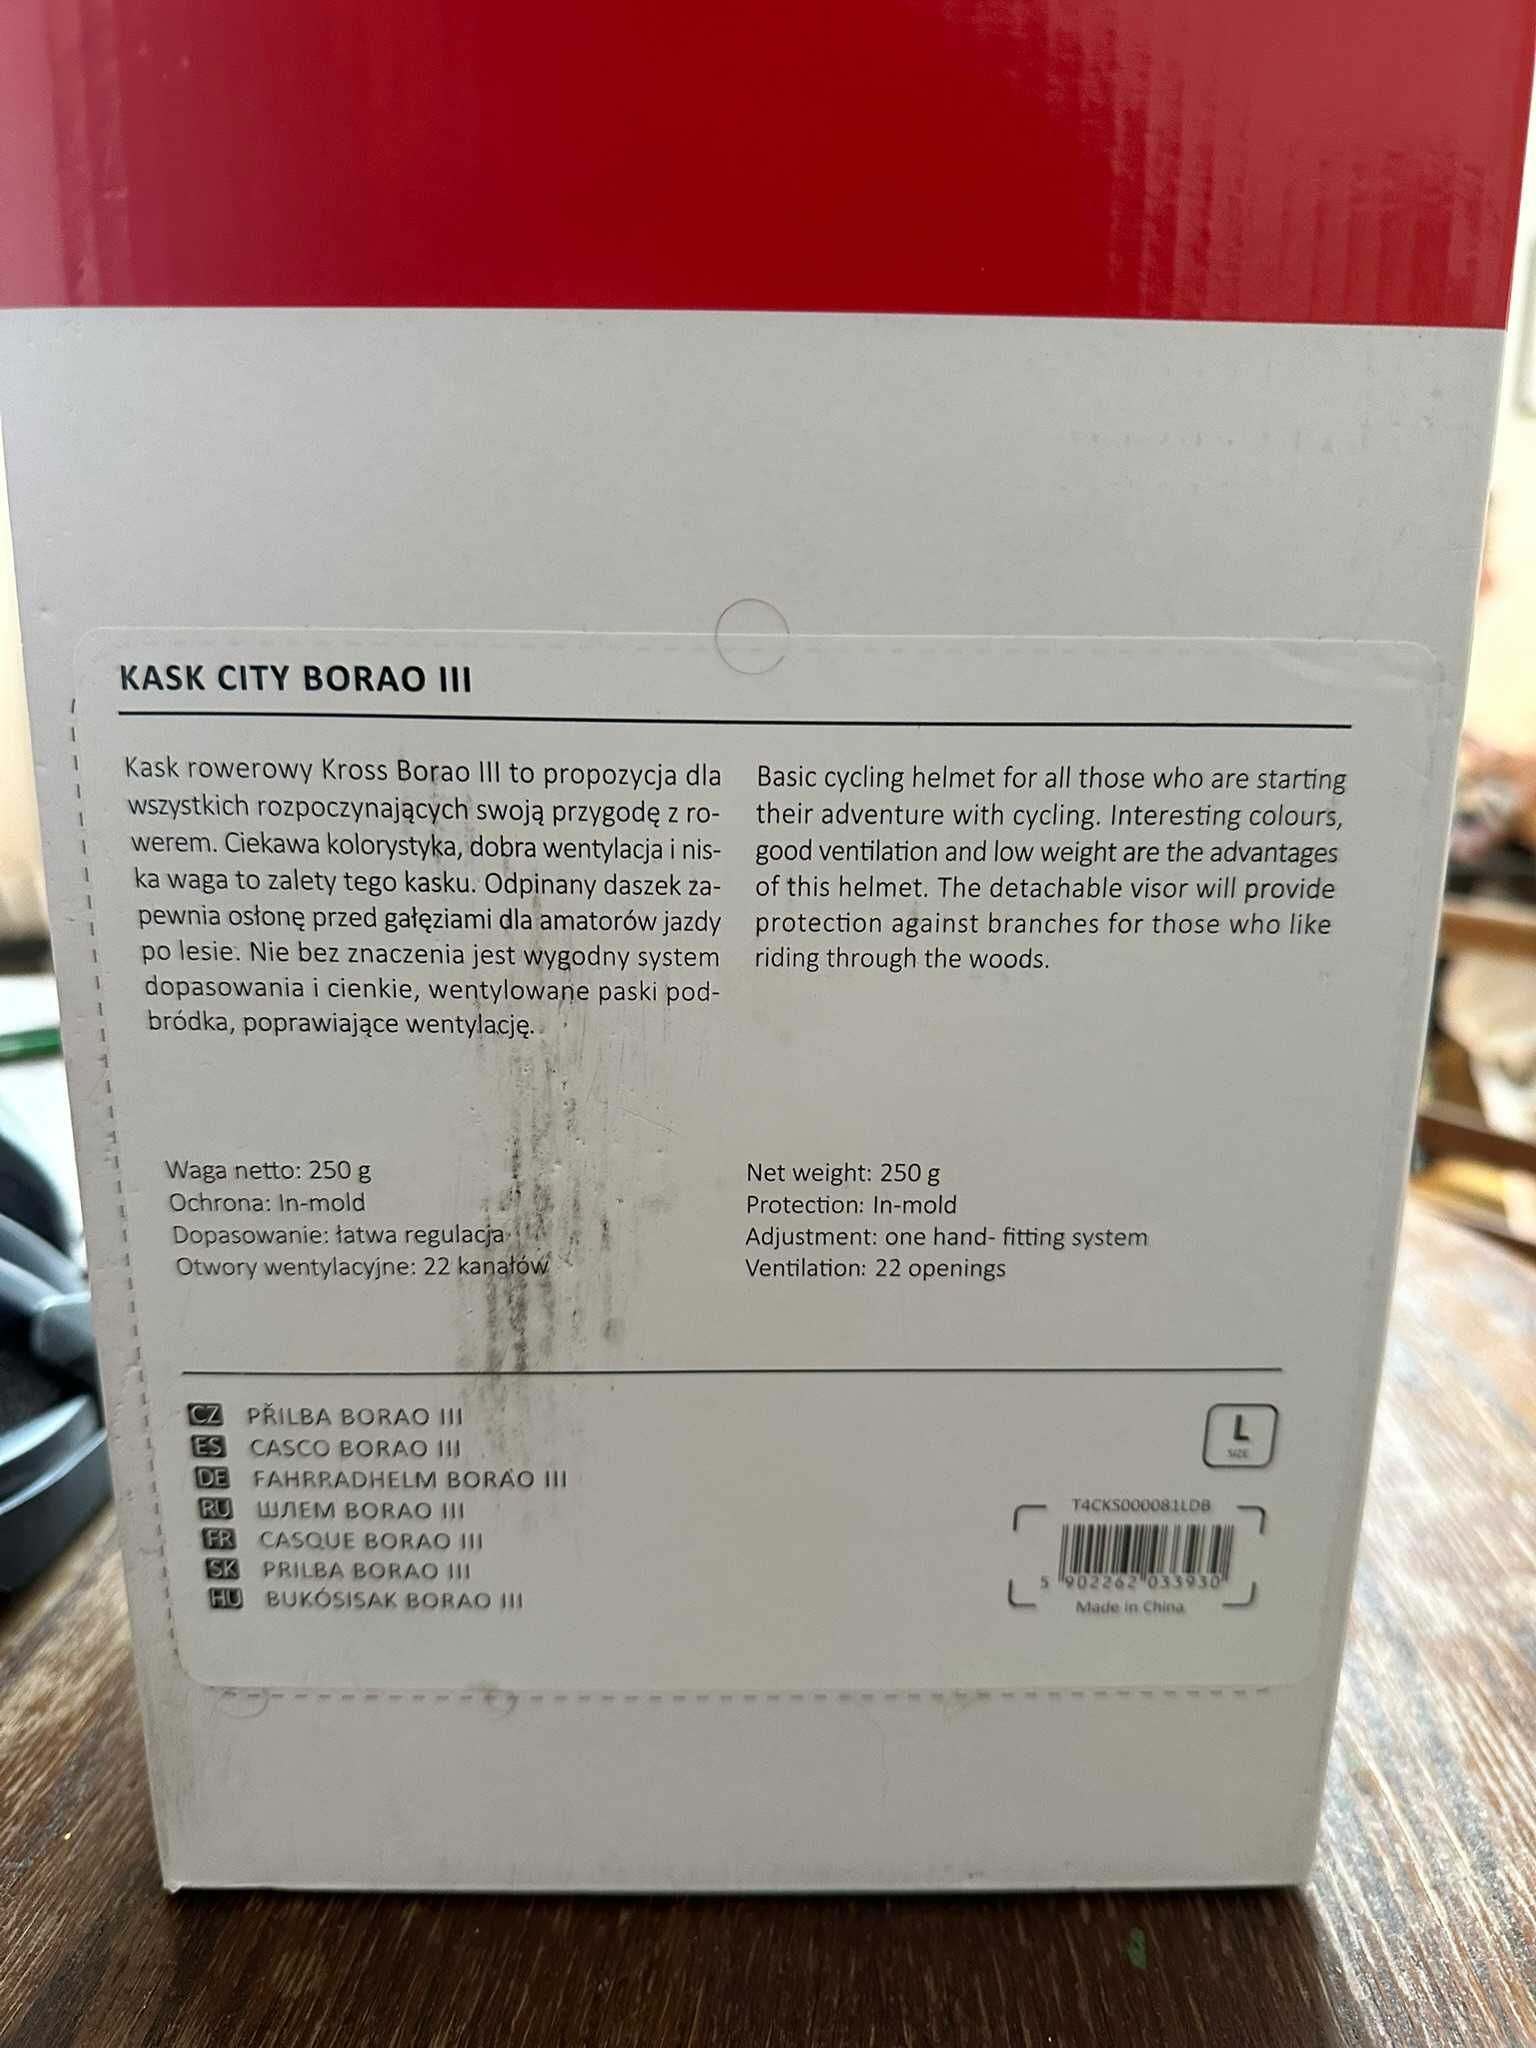 KASK CITY BORAO III
Kask rowerowy Kross Borao III to propozycja dla
wszystkich rozpoczynających swoją przygodę z ro-
werem. Ciekawa kolorystyka, dobra wentylacja i nis-
ka waga to zalety tego kasku. Odpinany daszek za-
pewnia osłonę przed gałęziami dla amatorów jazdy
po lesie. Nie bez znaczenia jest wygodny system
dopasowania i cienkie, wentylowane paski pod-
bródka, poprawiające wentylację.
Basic cycling helmet for all those who are starting
their adventure with cycling. Interesting colours,
good ventilation and low weight are the advantages
of this helmet. The detachable visor will provide
protection against branches for those who like
riding through the woods.
Waga netto: 250 g
Ochrona: In-mold
Dopasowanie: łatwa regulacja
Otwory wentylacyjne: 22 kanałów
Net weight: 250 g
Protection: In-mold
Adjustment: one hand- fitting system
Ventilation: 22 openings
CZ PŘILBA BORAO III
ES CASCO BORAO III
DE FAHRRADHELM BORAO III
RU ШЛЕМ BORAO III
FR CASQUE BORAO III
SK PRILBA BORAO III
HU BUKÓSISAK BORAO III
L
SIZE
T4CKS000081LDB
5 902262 033930
Made in China